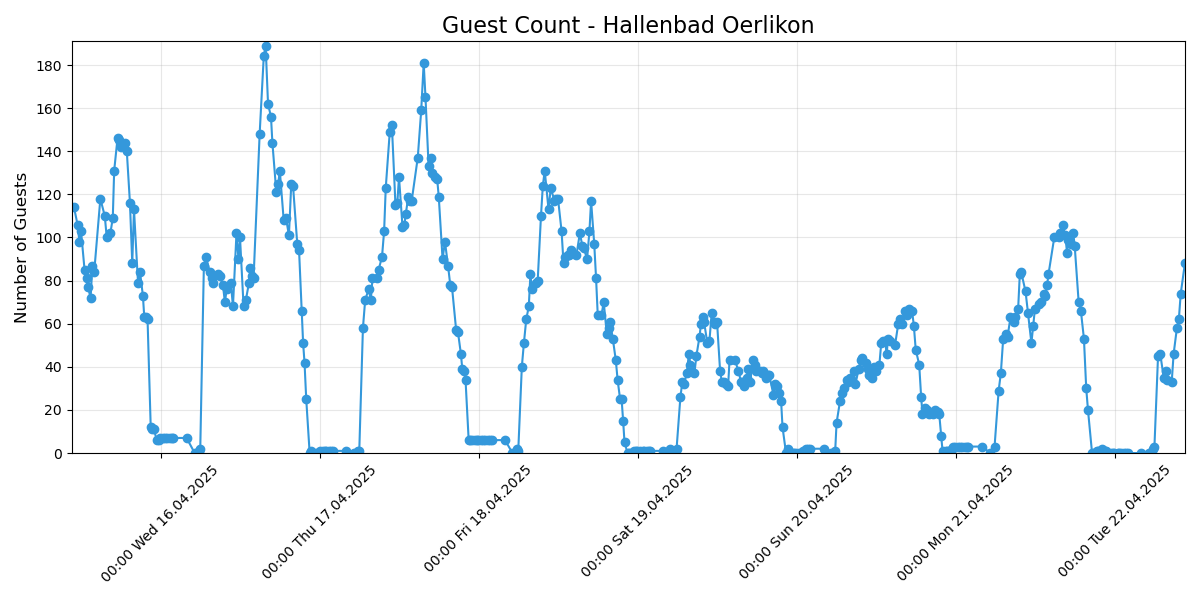 Guest Count - Hallenbad Oerlikon
Number of Guests
180
160
140
120
100
80
60
40
20
0
00:00 Wed 16.04.2025
00:00 Thu 17.04.2025
00:00 Fri 18.04.2025
00:00 Sat 19.04.2025
00:00 Sun 20.04.2025
00:00 Mon 21.04.2025
00:00 Tue 22.04.2025